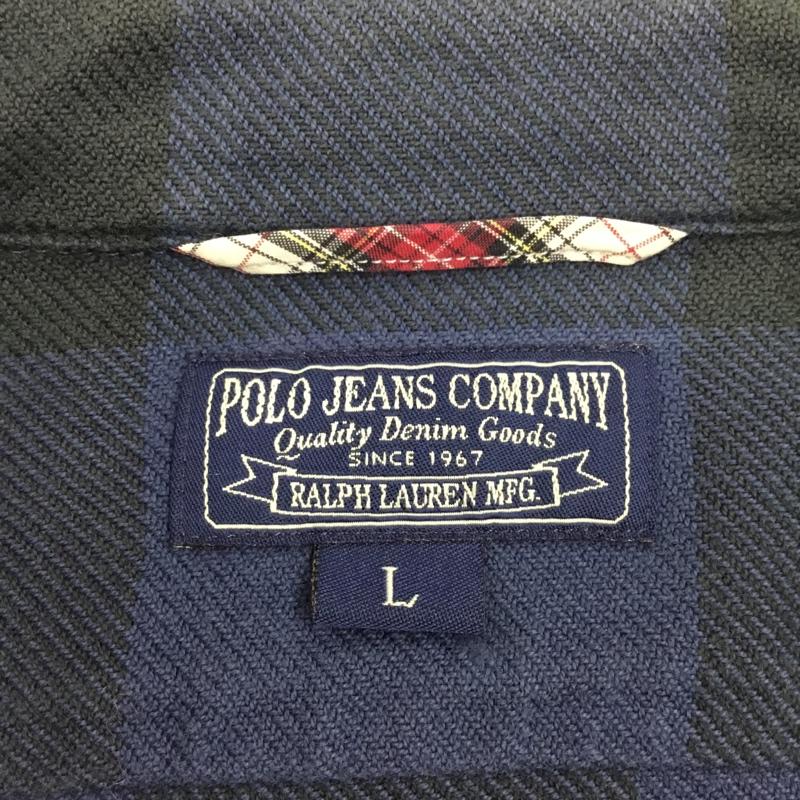 POLO JEANS COMPANY
Quality Denim Goods
SINCE 1967
RALPH LAUREN MFG.
L